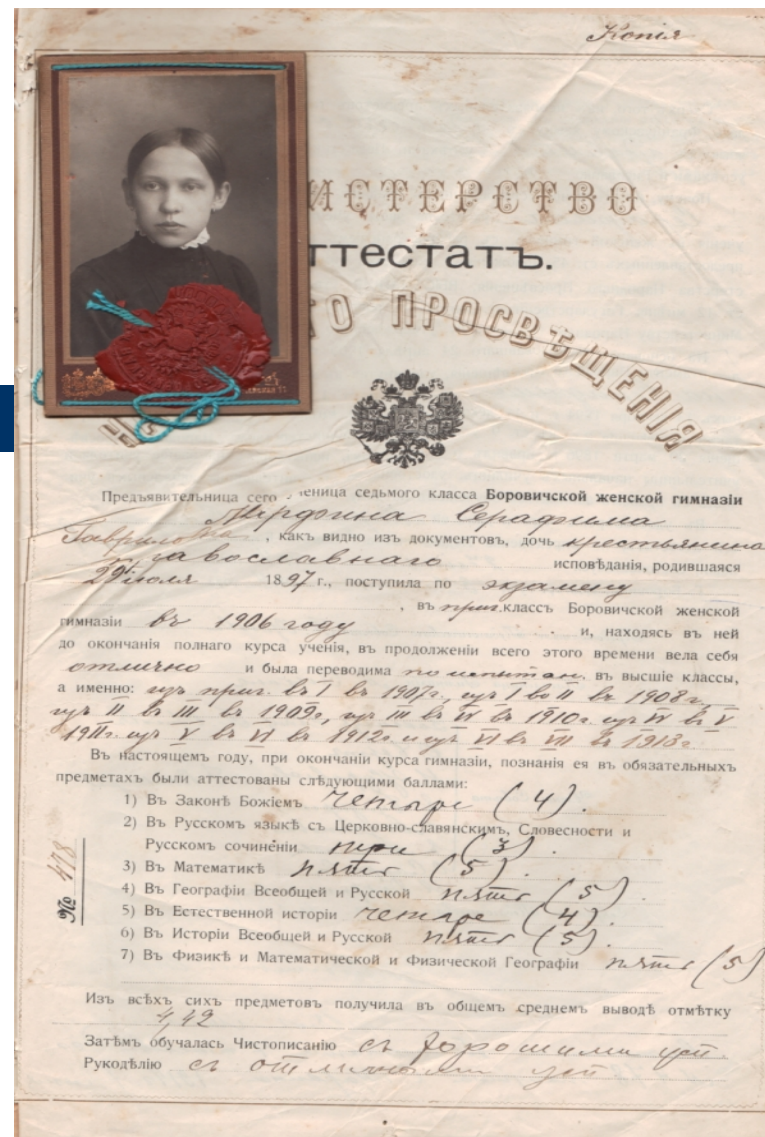 Копія
ИСТЕРСТВО
ттестатъ.
ГО ПРОСВѢЩЕНІЯ
Предъявительница сего ученица седьмого класса Боровичской женской гимназіи
Серафима
Гаврилова, какъ видно изъ документовъ, дочь крестьянина
православнаго исповѣданія, родившаяся
29 іюля 1897 г., поступила по экзамену
, въ приг. классъ Боровичской женской
гимназіи въ 1906 году и, находясь въ ней
до окончанія полнаго курса ученія, въ продолженіи всего этого времени вела себя
отлично и была переводима по испытан. въ высшіе классы,
а именно: изъ приг. въ I въ 1907 г., изъ I во II въ 1908 г.,
изъ II въ III въ 1909 г., изъ III въ IV въ 1910 г. изъ IV въ V
1911 г. изъ V въ VI въ 1912 г. и изъ VI въ VII въ 1913 г.
Въ настоящемъ году, при окончаніи курса гимназіи, познанія ея въ обязательныхъ
предметахъ были аттестованы слѣдующими баллами:
1) Въ Законѣ Божіемъ четыре (4).
2) Въ Русскомъ языкѣ съ Церковно-славянскимъ, Словесности и
Русскомъ сочиненіи три (3).
3) Въ Математикѣ пять (5).
4) Въ Географіи Всеобщей и Русской пять (5).
5) Въ Естественной исторіи четыре (4).
6) Въ Исторіи Всеобщей и Русской пять (5).
7) Въ Физикѣ и Математической и Физической Географіи пять (5)
№ 478
Изъ всѣхъ сихъ предметовъ получила въ общемъ среднемъ выводѣ отмѣтку
4,42
Затѣмъ обучалась Чистописанію съ хорошими усп.
Рукодѣлію съ отличными усп.